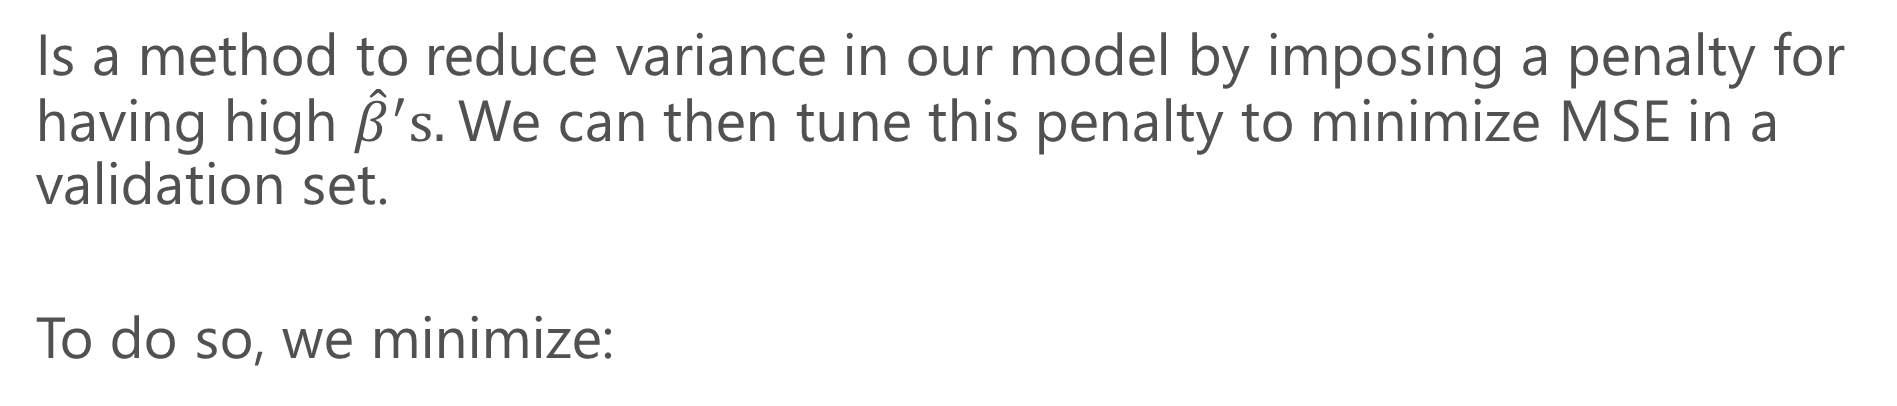 Is a method to reduce variance in our model by imposing a penalty for
having high β̂'s. We can then tune this penalty to minimize MSE in a
validation set.
To do so, we minimize: